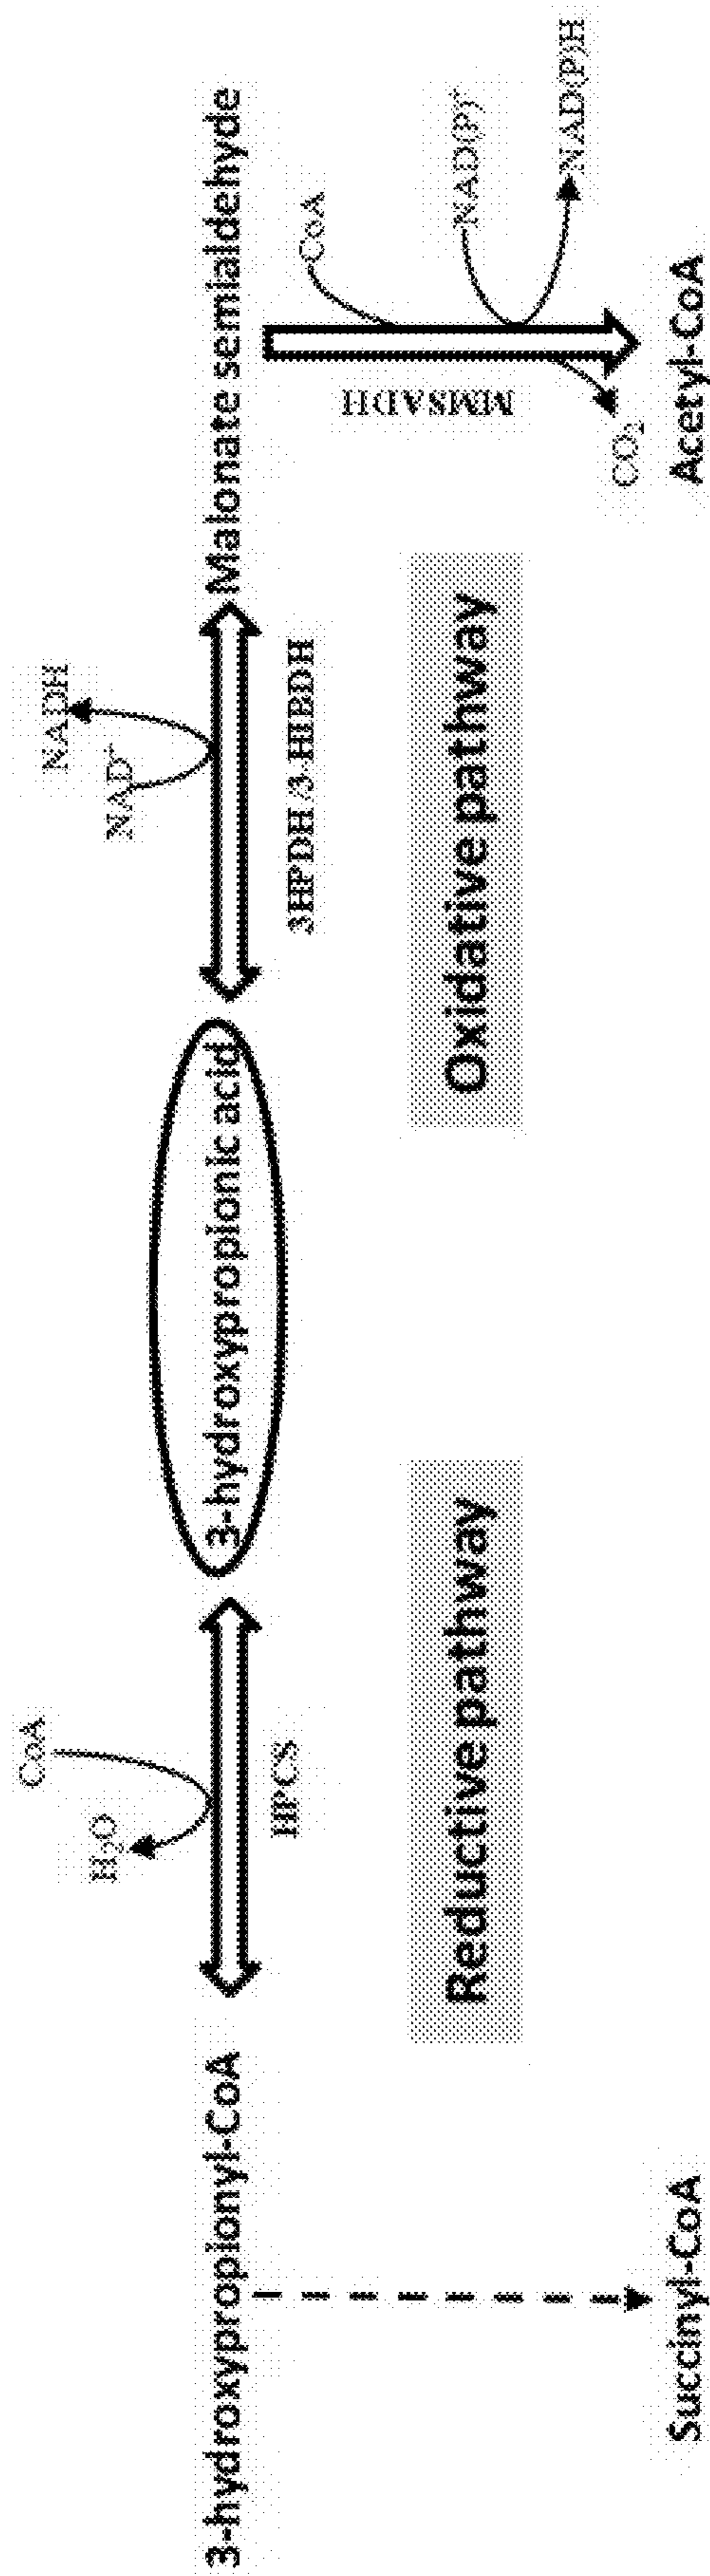 CoA
H₂O
NADH
NAD⁺
3-hydroxypropionyl-CoA
3-hydroxypropionic acid
Malonate semialdehyde
HPCS
3HPDH/3-HIBDH
CoA
MMSADH
NAD(P)⁺
Reductive pathway
Oxidative pathway
NAD(P)H
CO₂
Succinyl-CoA
Acetyl-CoA